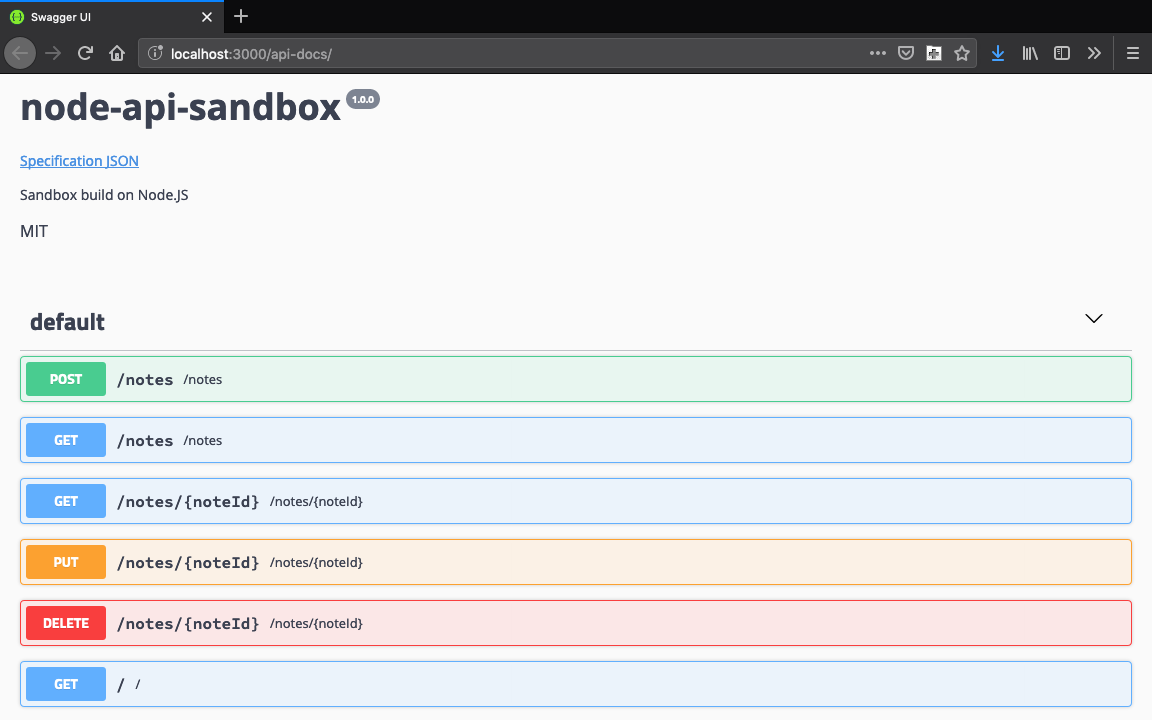 Swagger UI
localhost:3000/api-docs/
node-api-sandbox 1.0.0
Specification JSON
Sandbox build on Node.JS
MIT
default
POST /notes /notes
GET /notes /notes
GET /notes/{noteId} /notes/{noteId}
PUT /notes/{noteId} /notes/{noteId}
DELETE /notes/{noteId} /notes/{noteId}
GET / /